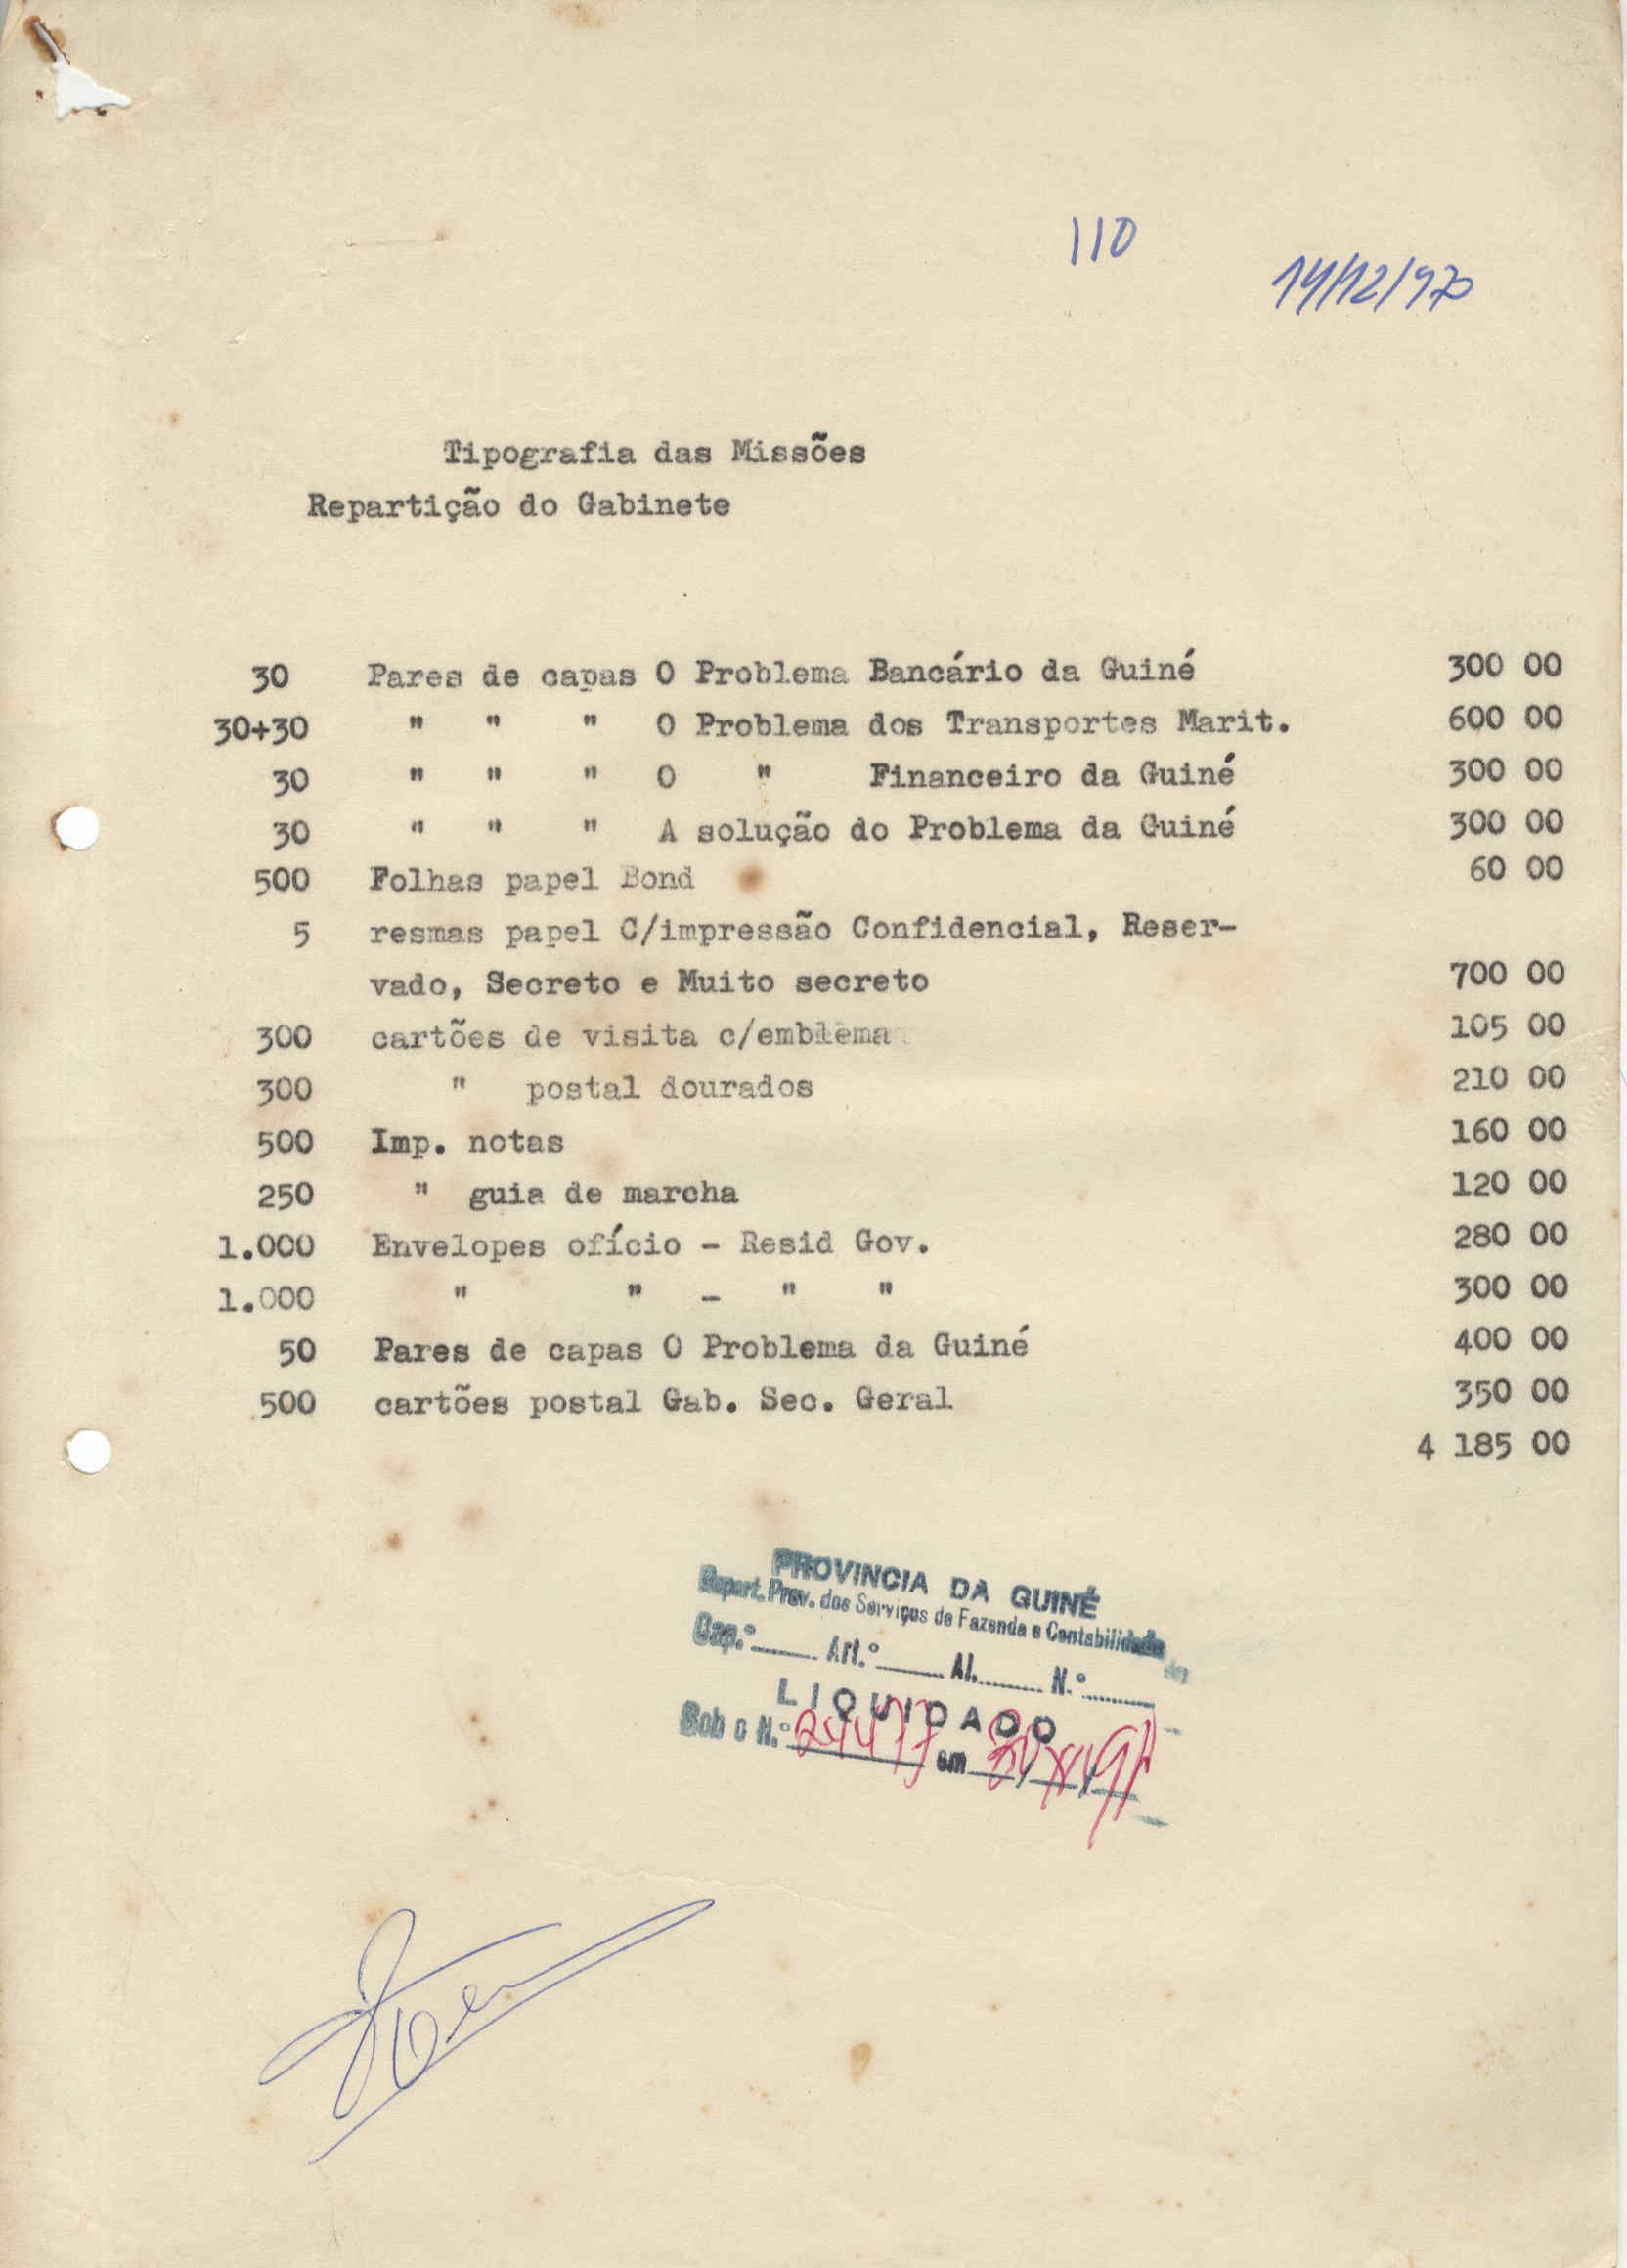 110
14/12/970
Tipografia das Missões
Repartição do Gabinete
30 Pares de capas O Problema Bancário da Guiné 300 00
30+30 " " " O Problema dos Transportes Marit. 600 00
30 " " " O " Financeiro da Guiné 300 00
30 " " " A solução do Problema da Guiné 300 00
500 Folhas papel Bond 60 00
5 resmas papel C/impressão Confidencial, Reser-
vado, Secreto e Muito secreto 700 00
300 cartões de visita c/emblema 105 00
300 " postal dourados 210 00
500 Imp. notas 160 00
250 " guia de marcha 120 00
1.000 Envelopes ofício - Resid Gov. 280 00
1.000 " " - " " 300 00
50 Pares de capas O Problema da Guiné 400 00
500 cartões postal Gab. Sec. Geral 350 00
4 185 00
PROVINCIA DA GUINÉ
Repart. Prov. dos Serviços de Fazenda e Contabilidade
Cap.º Art.º Al. N.º
LIQUIDADO
Sob o N.º 24477 em